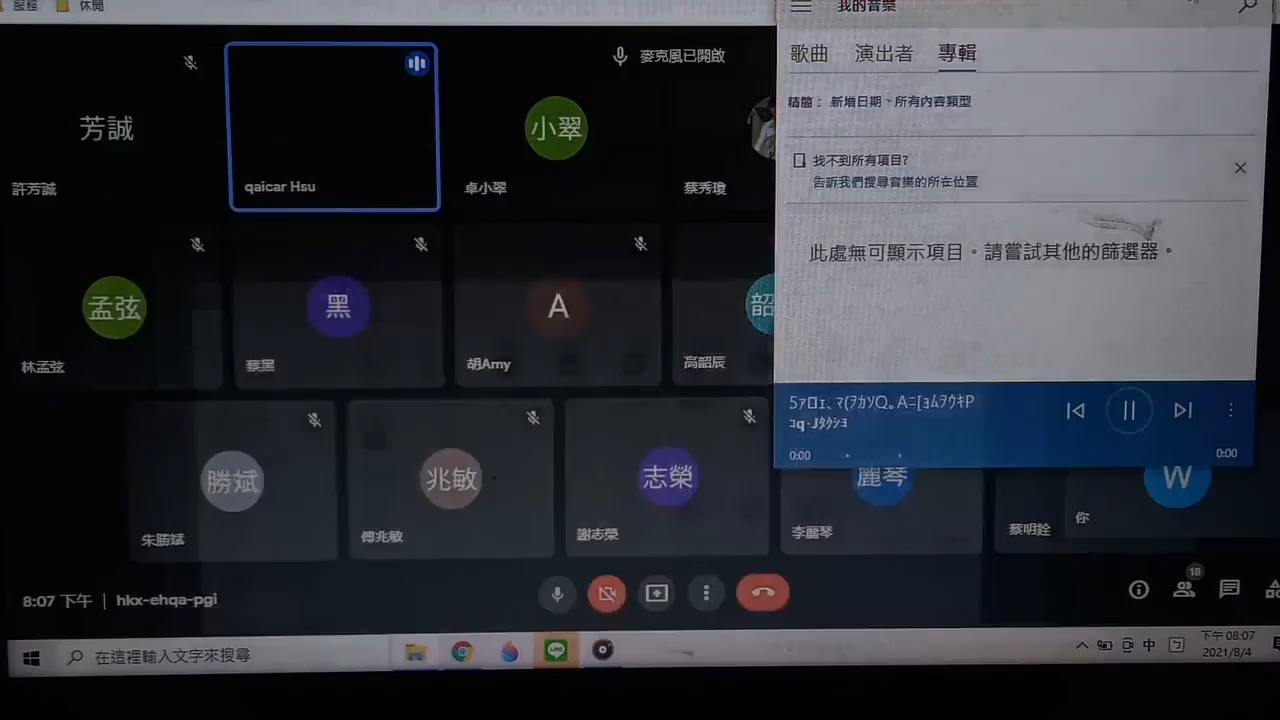 服務 休閒
我的音樂
麥克風已開啟
歌曲 演出者 專輯
精簡： 新增日期、所有內容類型
找不到所有項目?
告訴我們搜尋音樂的所在位置
此處無可顯示項目。請嘗試其他的篩選器。
芳誠
許芳誠
qaicar Hsu
小翠
卓小翠
蔡秀瓊
孟弦
林孟弦
黑
蔡黑
A
胡Amy
韶
高韶辰
勝斌
朱勝斌
兆敏
傅兆敏
志榮
謝志榮
麗琴
李麗琴
蔡明銓
W
你
0:00
0:00
8:07 下午 | hkx-ehqa-pgi
18
在這裡輸入文字來搜尋
中
下午 08:07
2021/8/4